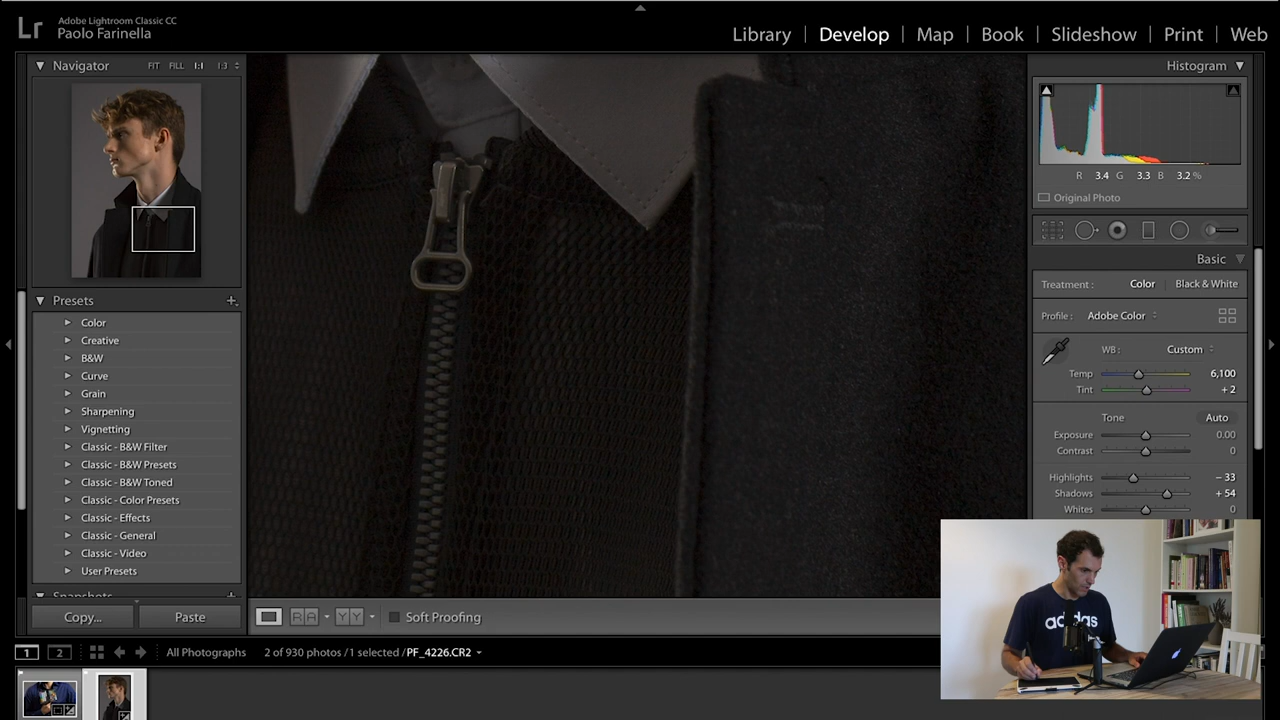 Lr
Adobe Lightroom Classic CC
Paolo Farinella
Library | Develop | Map | Book | Slideshow | Print | Web
Navigator FIT FILL 1:1 1:3
Histogram
R 3.4 G 3.3 B 3.2 %
Original Photo
Basic
Treatment : Color Black & White
Profile : Adobe Color
WB : Custom
Temp 6,100
Tint + 2
Tone Auto
Exposure 0.00
Contrast 0
Highlights − 33
Shadows + 54
Whites 0
Presets
Color
Creative
B&W
Curve
Grain
Sharpening
Vignetting
Classic - B&W Filter
Classic - B&W Presets
Classic - B&W Toned
Classic - Color Presets
Classic - Effects
Classic - General
Classic - Video
User Presets
Snapshots
Copy... Paste
R A Y Y Soft Proofing
1 2 All Photographs 2 of 930 photos / 1 selected / PF_4226.CR2
adidas